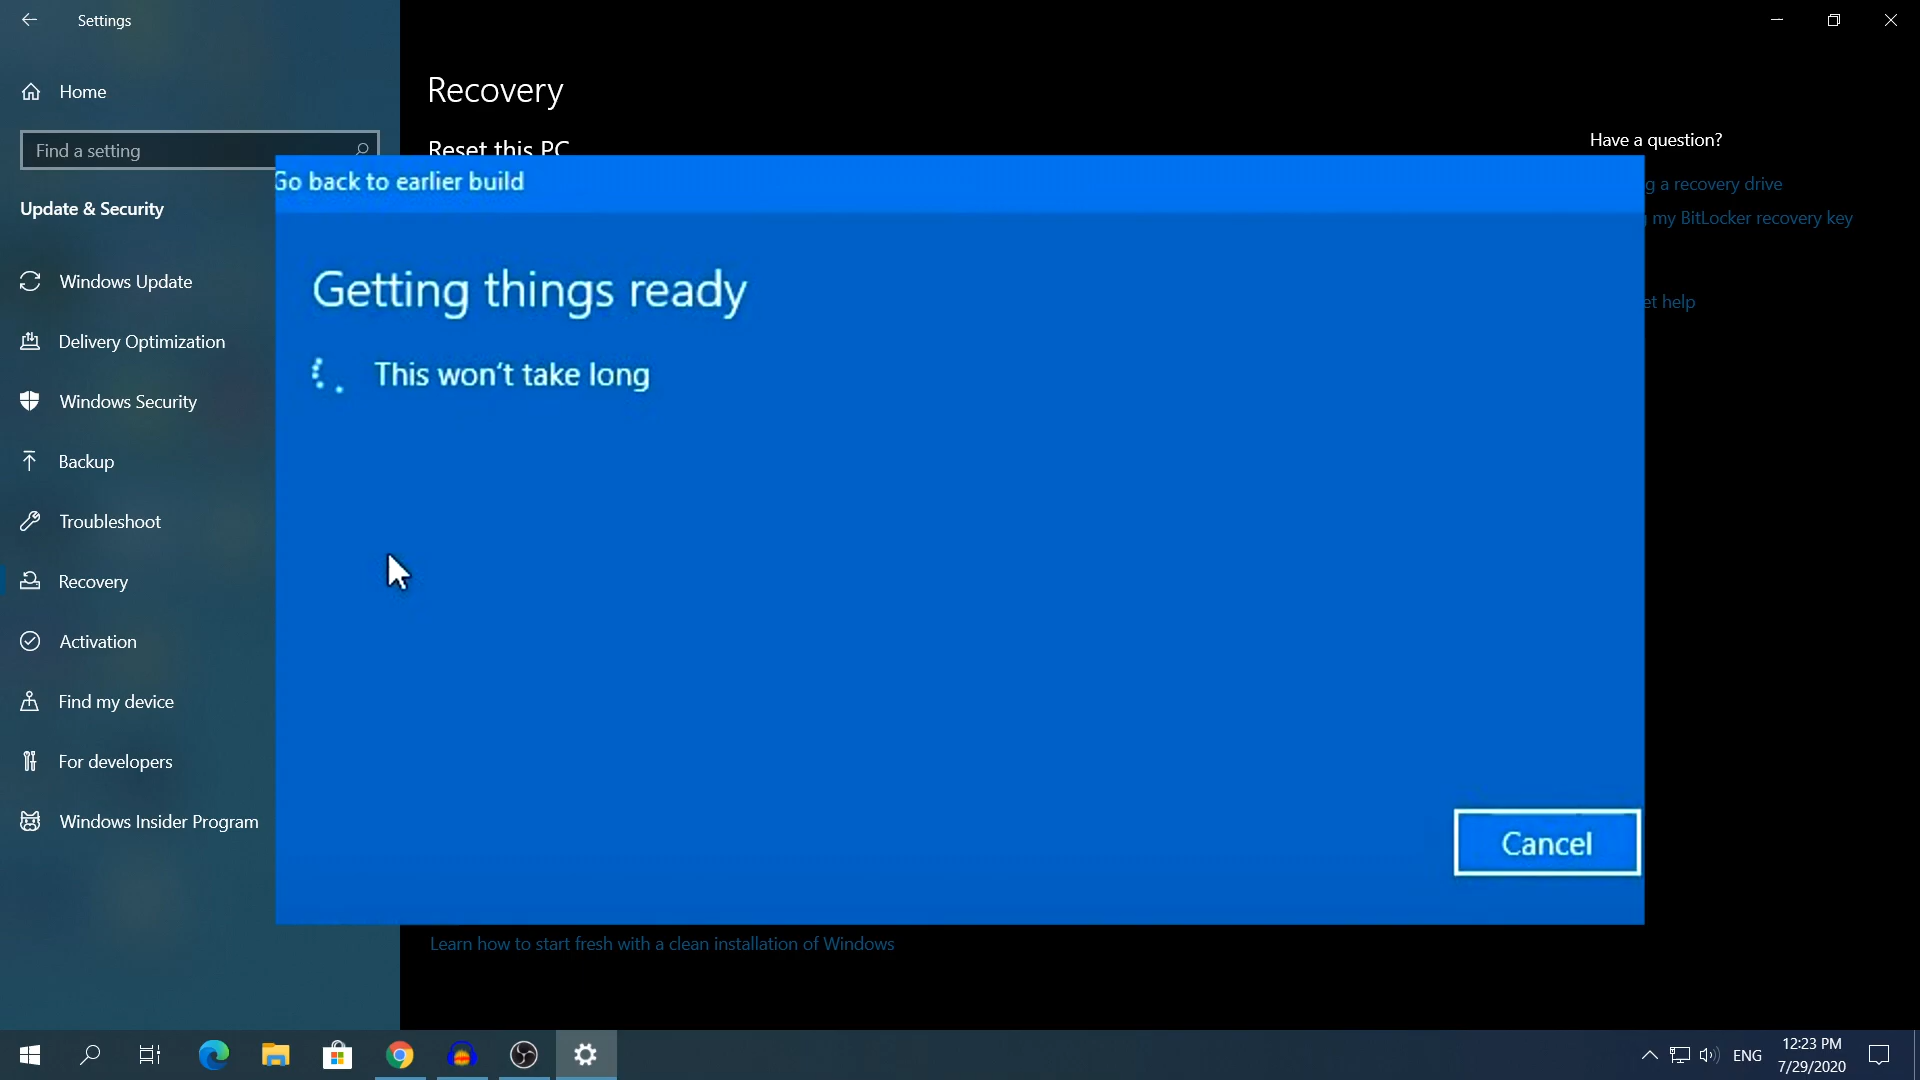 Settings
Home
Find a setting
Update & Security
Windows Update
Delivery Optimization
Windows Security
Backup
Troubleshoot
Recovery
Activation
Find my device
For developers
Windows Insider Program
Recovery
Reset this PC
Go back to earlier build
Getting things ready
This won't take long
Cancel
Learn how to start fresh with a clean installation of Windows
Have a question?
a recovery drive
my BitLocker recovery key
help
ENG
12:23 PM
7/29/2020